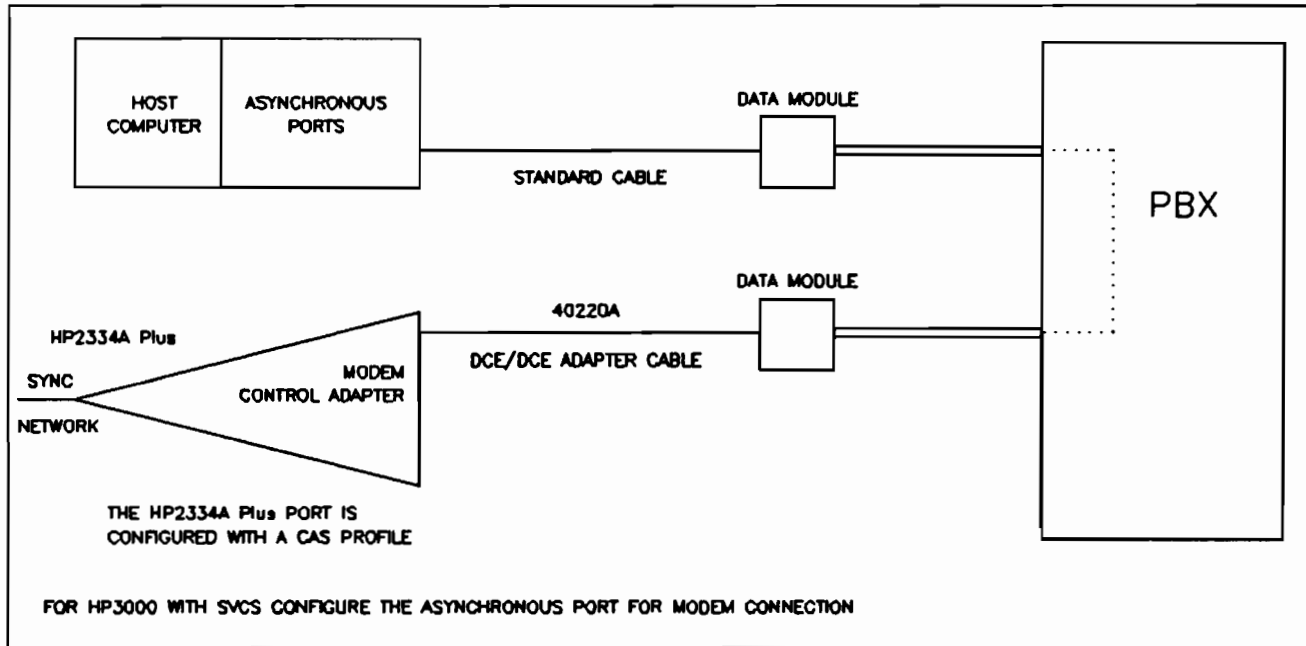 HOST
COMPUTER
ASYNCHRONOUS
PORTS
DATA MODULE
STANDARD CABLE
PBX
DATA MODULE
40220A
DCE/DCE ADAPTER CABLE
HP2334A Plus
SYNC
NETWORK
MODEM
CONTROL ADAPTER
THE HP2334A Plus PORT IS
CONFIGURED WITH A CAS PROFILE
FOR HP3000 WITH SVCS CONFIGURE THE ASYNCHRONOUS PORT FOR MODEM CONNECTION